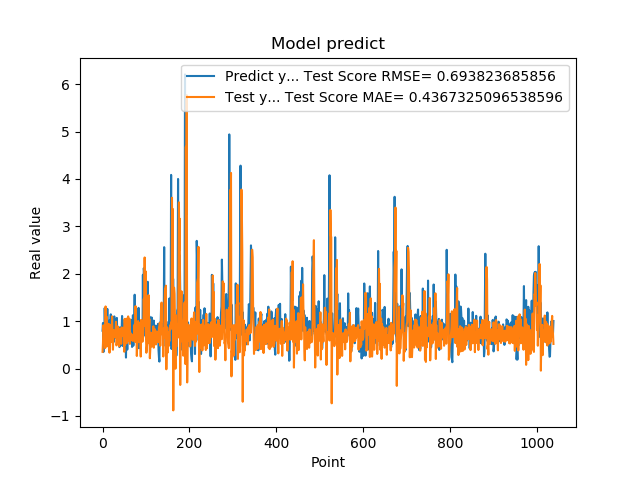 Model predict
Predict y... Test Score RMSE= 0.693823685856
Test y... Test Score MAE= 0.4367325096538596
6
5
4
3
2
1
0
−1
Real value
0 200 400 600 800 1000
Point